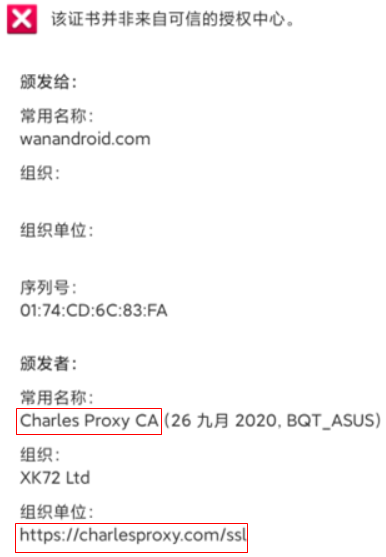 该证书并非来自可信的授权中心。
颁发给：
常用名称：
wanandroid.com
组织：
组织单位：
序列号：
01:74:CD:6C:83:FA
颁发者：
常用名称：
Charles Proxy CA (26 九月 2020, BQT_ASUS)
组织：
XK72 Ltd
组织单位：
https://charlesproxy.com/ssl